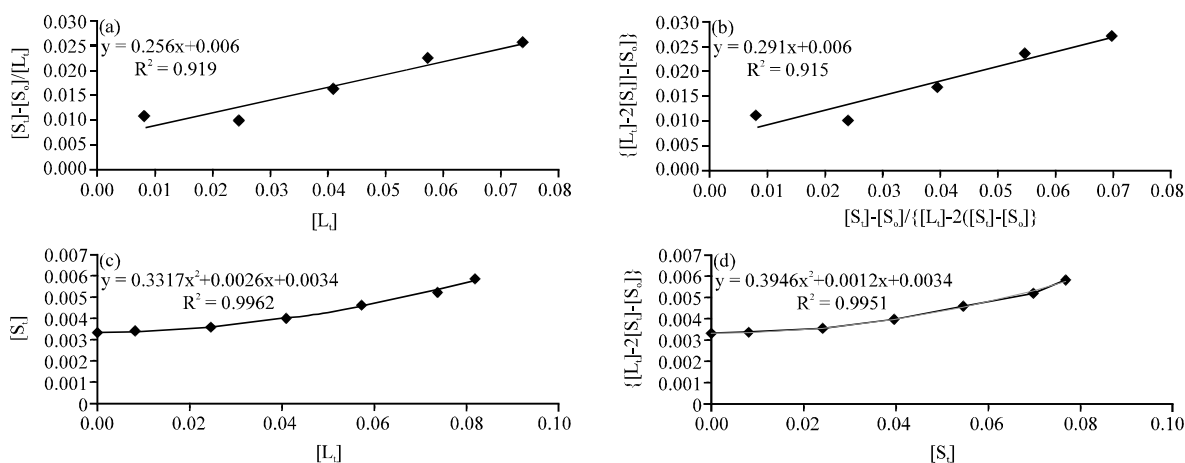 (a)
y = 0.256x+0.006
R² = 0.919
[Sₜ]-[Sₒ]/[Lₜ]
0.030
0.025
0.020
0.015
0.010
0.005
0.000
0.00 0.01 0.02 0.03 0.04 0.05 0.06 0.07 0.08
[Lₜ]
(b)
y = 0.291x+0.006
R² = 0.915
{[Lₜ]-2[Sₜ]]-[Sₒ]}
0.030
0.025
0.020
0.015
0.010
0.005
0.000
0.00 0.01 0.02 0.03 0.04 0.05 0.06 0.07 0.08
[Sₜ]-[Sₒ]/{[Lₜ]-2([Sₜ]-[Sₒ]}
(c)
y = 0.3317x²+0.0026x+0.0034
R² = 0.9962
[Sₜ]
0.007
0.006
0.005
0.004
0.003
0.002
0.001
0
0.00 0.02 0.04 0.06 0.08 0.10
[Lₜ]
(d)
y = 0.3946x²+0.0012x+0.0034
R² = 0.9951
{[Lₜ]-2[Sₜ]-[Sₒ]}
0.007
0.006
0.005
0.004
0.003
0.002
0.001
0
0.00 0.02 0.04 0.06 0.08 0.10
[Sₜ]